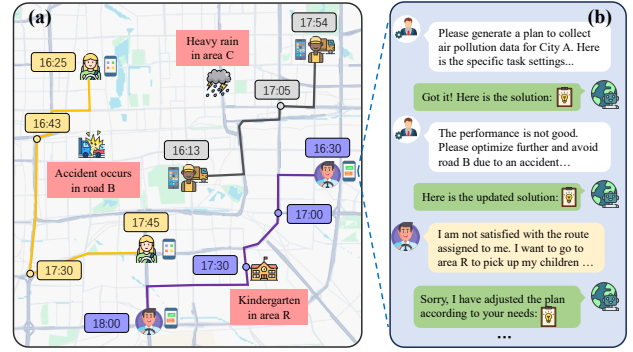 (a)
17:54
Heavy rain
in area C
16:25
17:05
16:43
16:13
16:30
Accident occurs
in road B
17:45
17:00
17:30
17:30
Kindergarten
in area R
18:00
(b)
Please generate a plan to collect
air pollution data for City A. Here
is the specific task settings...
Got it! Here is the solution:
The performance is not good.
Please optimize further and avoid
road B due to an accident…
Here is the updated solution:
I am not satisfied with the route
assigned to me. I want to go to
area R to pick up my children …
Sorry, I have adjusted the plan
according to your needs:
...